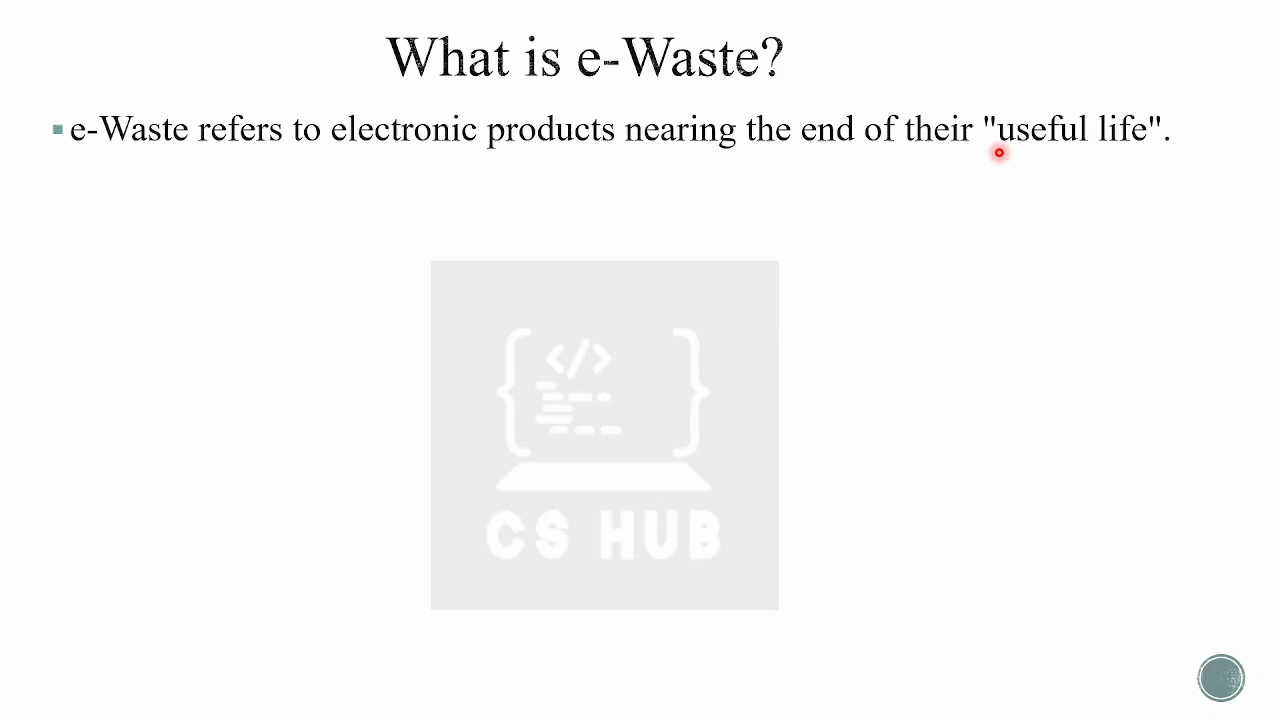 What is e-Waste?
e-Waste refers to electronic products nearing the end of their "useful life".
</>
CS HUB